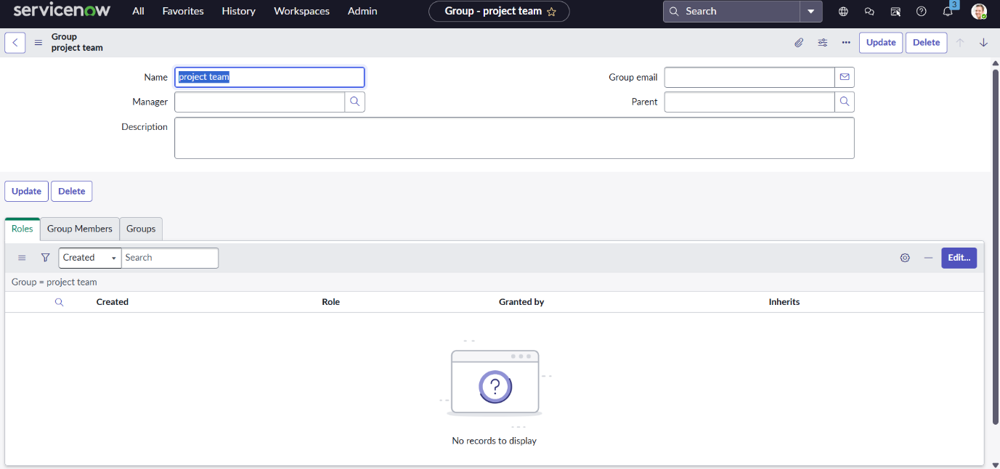 servicenow All Favorites History Workspaces Admin Group - project team Search 3
Group
project team
Update Delete
Name project team Group email
Manager Parent
Description
Update Delete
Roles Group Members Groups
Created Search Edit...
Group = project team
Created Role Granted by Inherits
?
No records to display